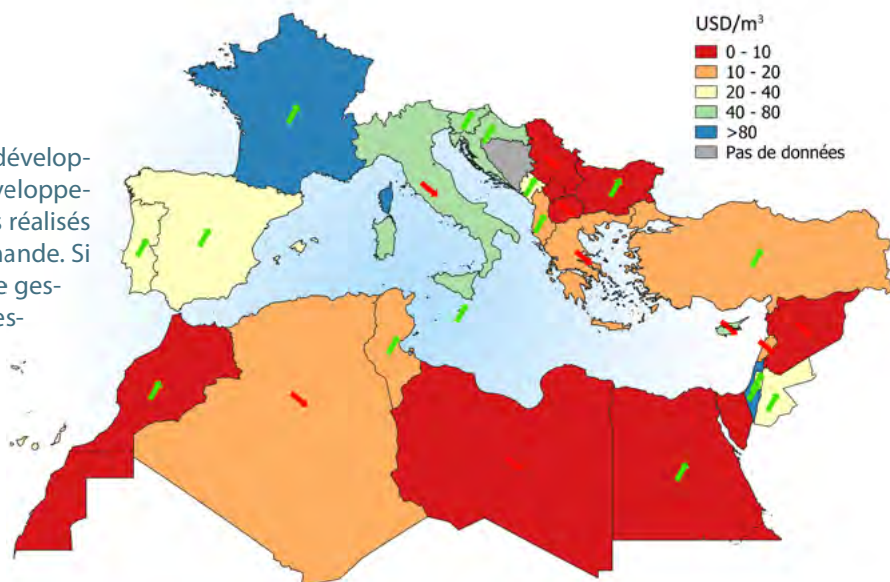 dévelop-
veloppe-
s réalisés
nande. Si
e ges-
es-
USD/m³
0 - 10
10 - 20
20 - 40
40 - 80
>80
Pas de données